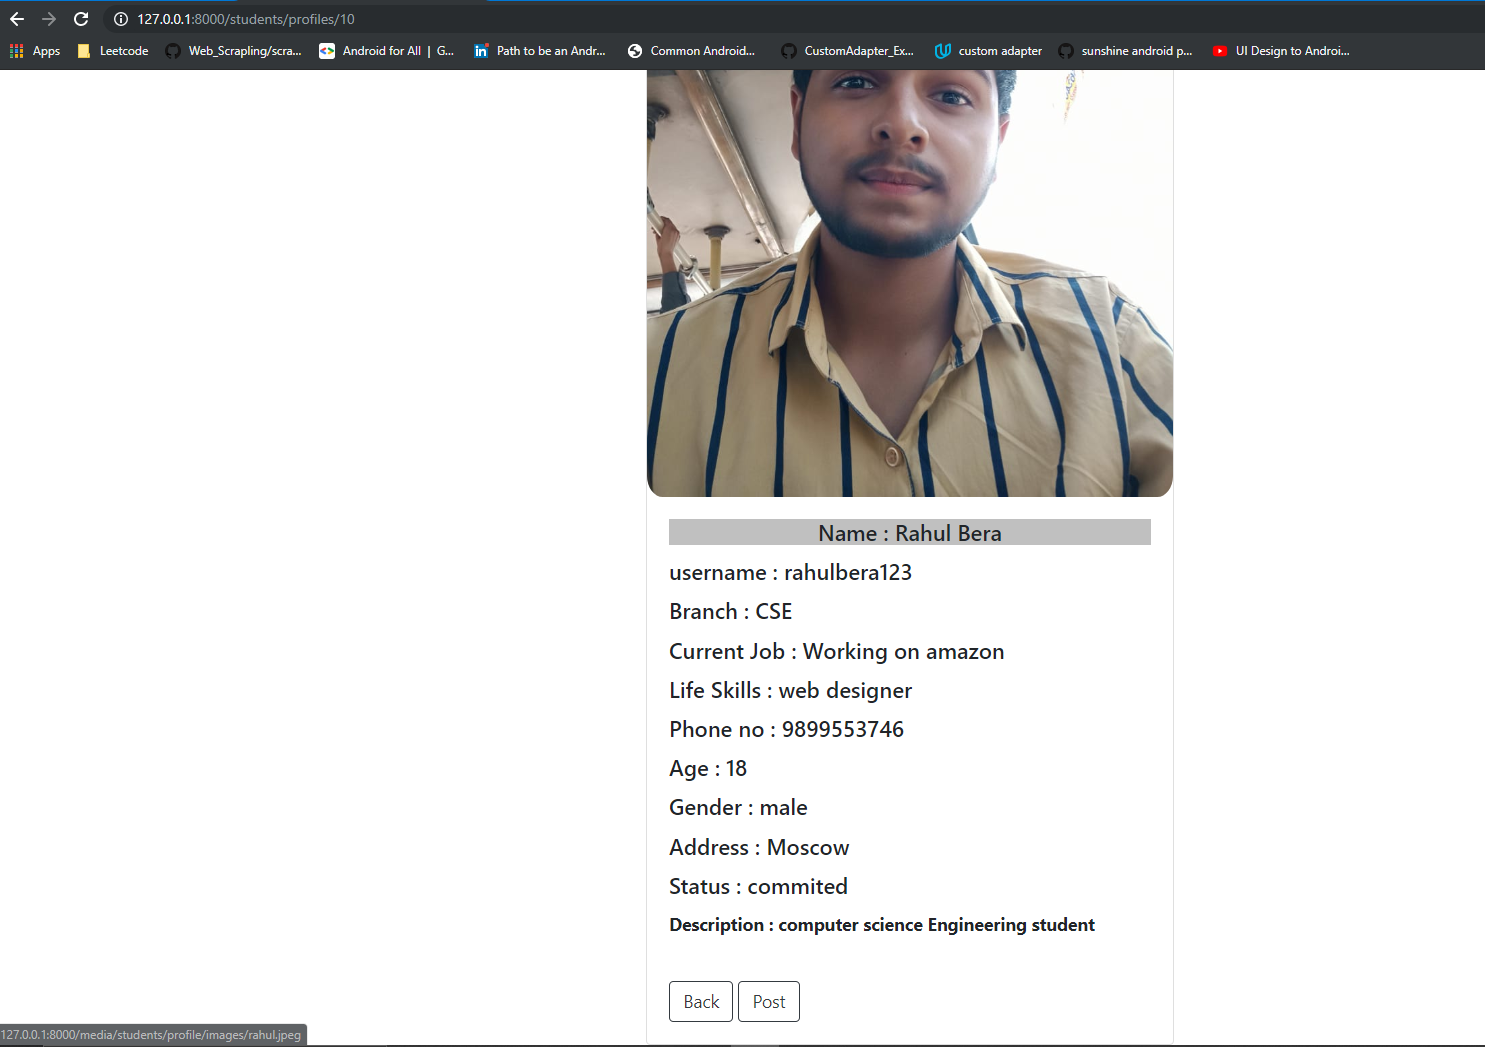 127.0.0.1:8000/students/profiles/10
Apps Leetcode Web_Scrapling/scra... Android for All | G... Path to be an Andr... Common Android... CustomAdapter_Ex... custom adapter sunshine android p... UI Design to Androi...
Name : Rahul Bera
username : rahulbera123
Branch : CSE
Current Job : Working on amazon
Life Skills : web designer
Phone no : 9899553746
Age : 18
Gender : male
Address : Moscow
Status : commited
Description : computer science Engineering student
Back Post
127.0.0.1:8000/media/students/profile/images/rahul.jpeg